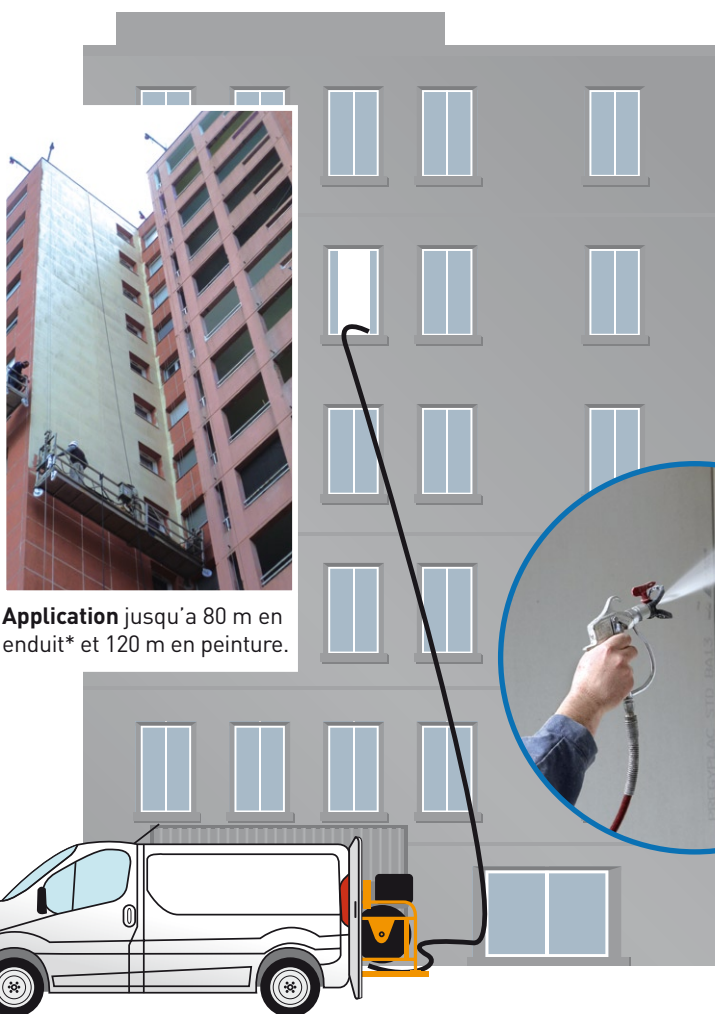 Application jusqu'a 80 m en
enduit* et 120 m en peinture.